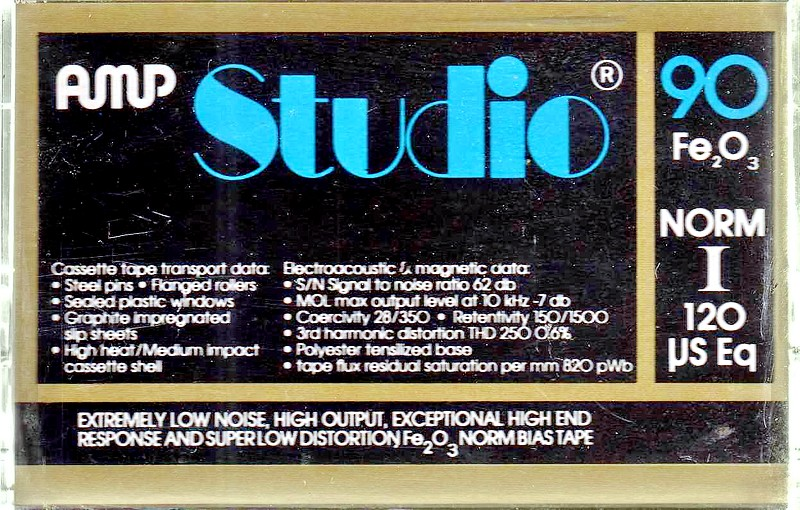 AMP Studio ®
Cassette tape transport data:
• Steel pins • Flanged rollers
• Sealed plastic windows
• Graphite impregnated
slip sheets
• High heat/Medium impact
cassette shell
Electroacoustic & magnetic data:
• S/N Signal to noise ratio 62 db
• MOL max output level at 10 kHz -7 db
• Coercivity 28/350 • Retentivity 150/1500
• 3rd harmonic distortion THD 250 0.6%
• Polyester tensilized base
• tape flux residual saturation per mm 820 pWb
90
Fe₂O₃
NORM
I
120
µS Eq
EXTREMELY LOW NOISE, HIGH OUTPUT, EXCEPTIONAL HIGH END
RESPONSE AND SUPER LOW DISTORTION Fe₂O₃ NORM BIAS TAPE